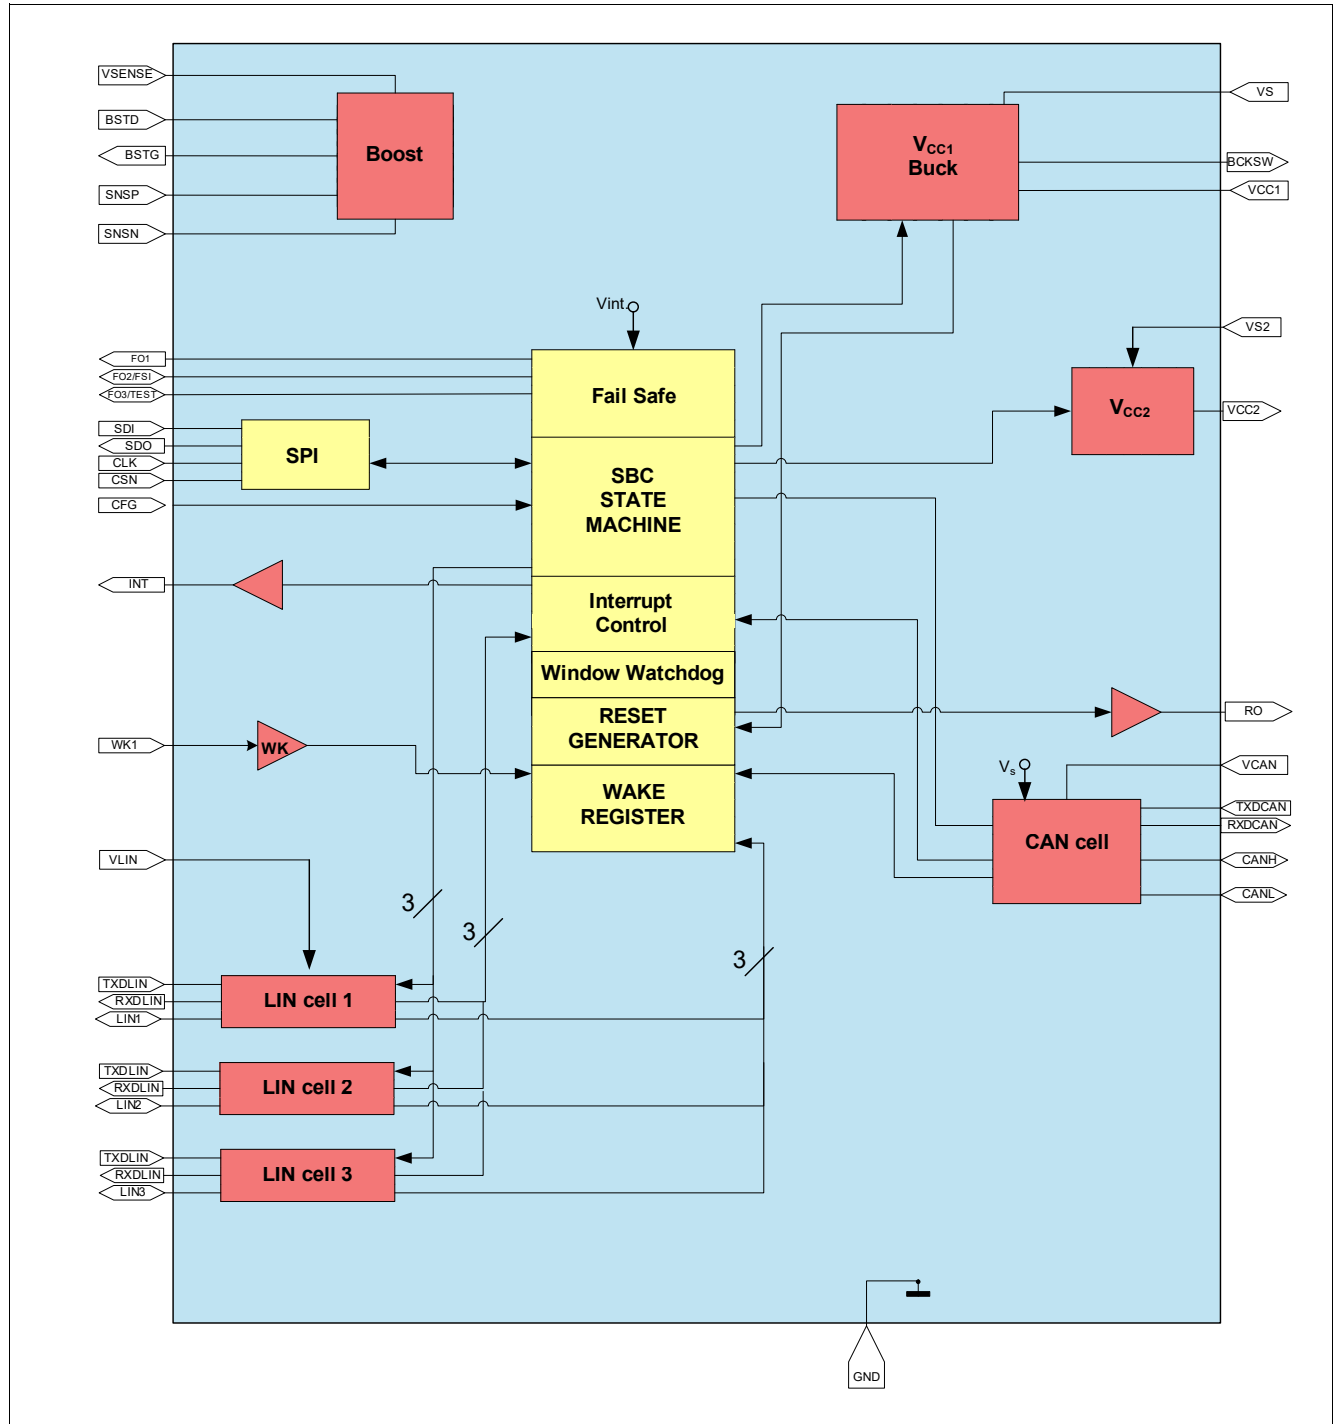 VSENSE
BSTD
BSTG
SNSP
SNSN
Boost
VCC1
Buck
VS
BCKSW
VCC1
Vint.
VS2
VCC2
VCC2
FO1
FO2/FSI
FO3/TEST
SDI
SDO
CLK
CSN
CFG
SPI
Fail Safe
SBC
STATE
MACHINE
INT
Interrupt
Control
Window Watchdog
RESET
GENERATOR
WAKE
REGISTER
RO
WK1
WK
Vs
VCAN
TXDCAN
RXDCAN
CANH
CANL
CAN cell
VLIN
3
3
3
TXDLIN
RXDLIN
LIN1
LIN cell 1
TXDLIN
RXDLIN
LIN2
LIN cell 2
TXDLIN
RXDLIN
LIN3
LIN cell 3
GND